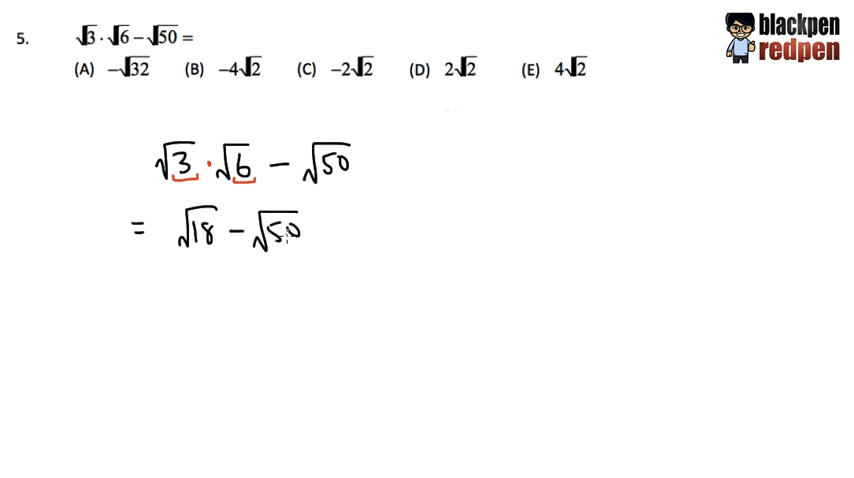 blackpen
redpen
5. √3 · √6 − √50 =
(A) −√32 (B) −4√2 (C) −2√2 (D) 2√2 (E) 4√2
√3 · √6 − √50
= √18 − √50